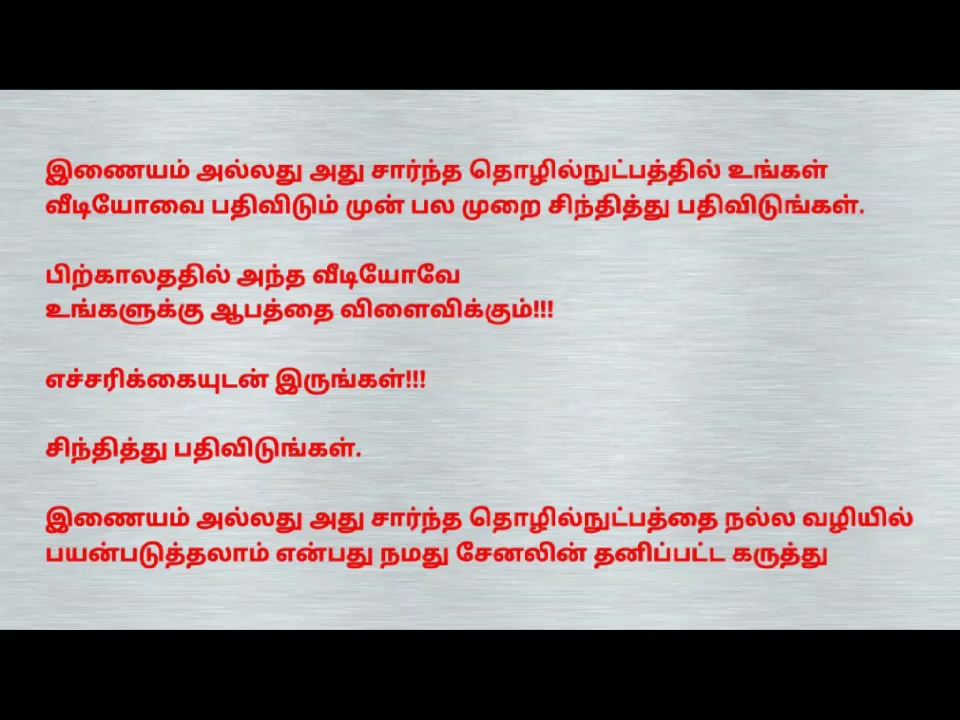 இணையம் அல்லது அது சார்ந்த தொழில்நுட்பத்தில் உங்கள்
வீடியோவை பதிவிடும் முன் பல முறை சிந்தித்து பதிவிடுங்கள்.
பிற்காலததில் அந்த வீடியோவே
உங்களுக்கு ஆபத்தை விளைவிக்கும்!!!
எச்சரிக்கையுடன் இருங்கள்!!!
சிந்தித்து பதிவிடுங்கள்.
இணையம் அல்லது அது சார்ந்த தொழில்நுட்பத்தை நல்ல வழியில்
பயன்படுத்தலாம் என்பது நமது சேனலின் தனிப்பட்ட கருத்து